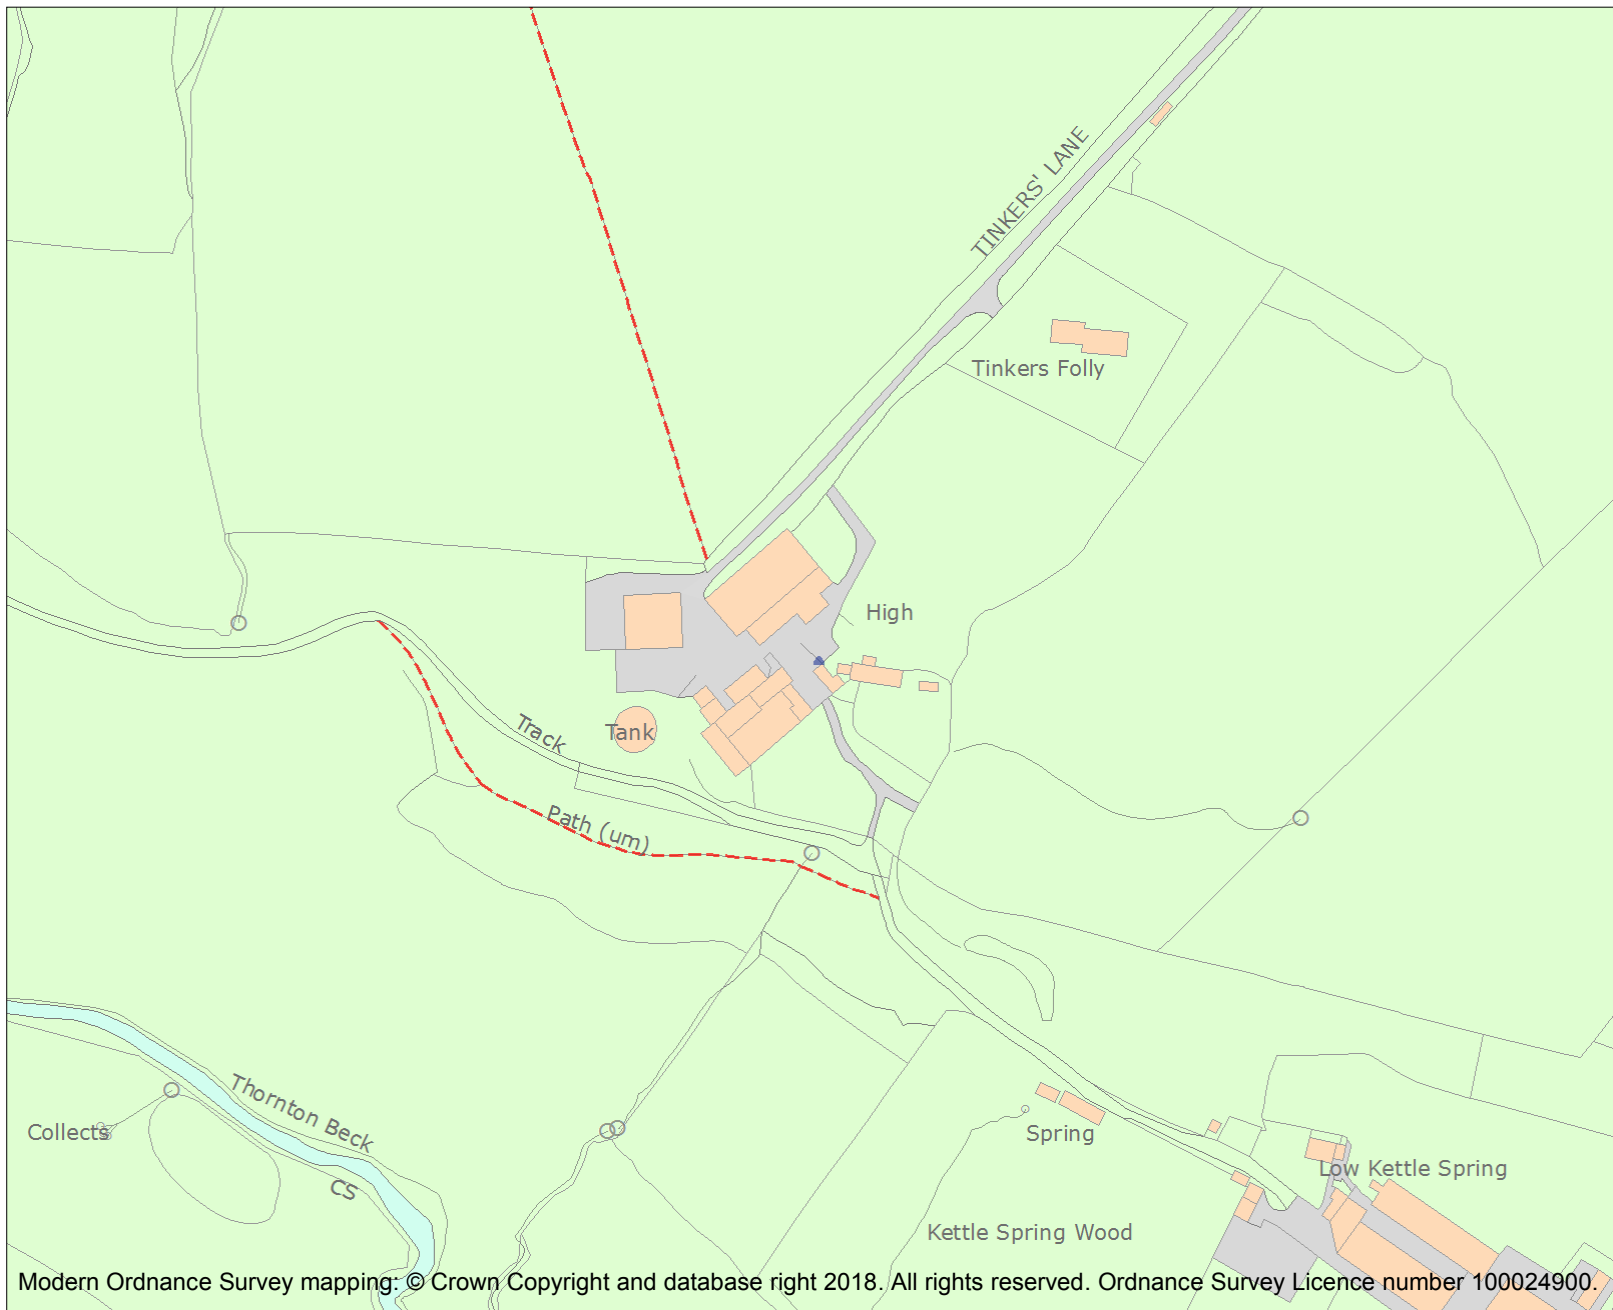 TINKERS' LANE
Tinkers Folly
High
Track
Tank
Path (um)
Thornton Beck
Collects
CS
Spring
Low Kettle Spring
Kettle Spring Wood
Modern Ordnance Survey mapping: © Crown Copyright and database right 2018. All rights reserved. Ordnance Survey Licence number 100024900.